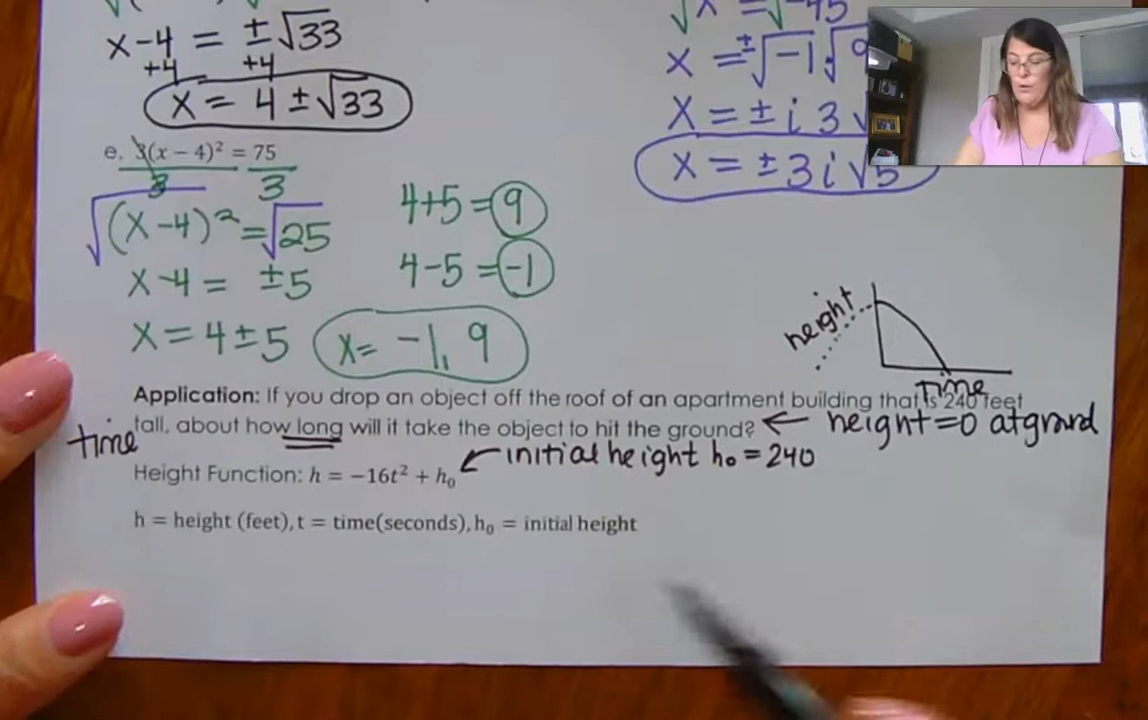 x-4 = ±√33
+4 +4
x = 4 ± √33
e. 3(x − 4)² = 75
3 3
√(x-4)² = √25
x-4 = ±5
x = 4±5
x= -1, 9
4+5=9
4-5=-1
√x = √-45
x = ±√-1 √9
x = ± i 3 √
x = ±3i√5
height
time
Application: If you drop an object off the roof of an apartment building that is 240 feet
tall, about how long will it take the object to hit the ground? ← height=0 at ground
time
Height Function: h = −16t² + h₀ ← initial height h₀ = 240
h = height (feet), t = time(seconds), h₀ = initial height